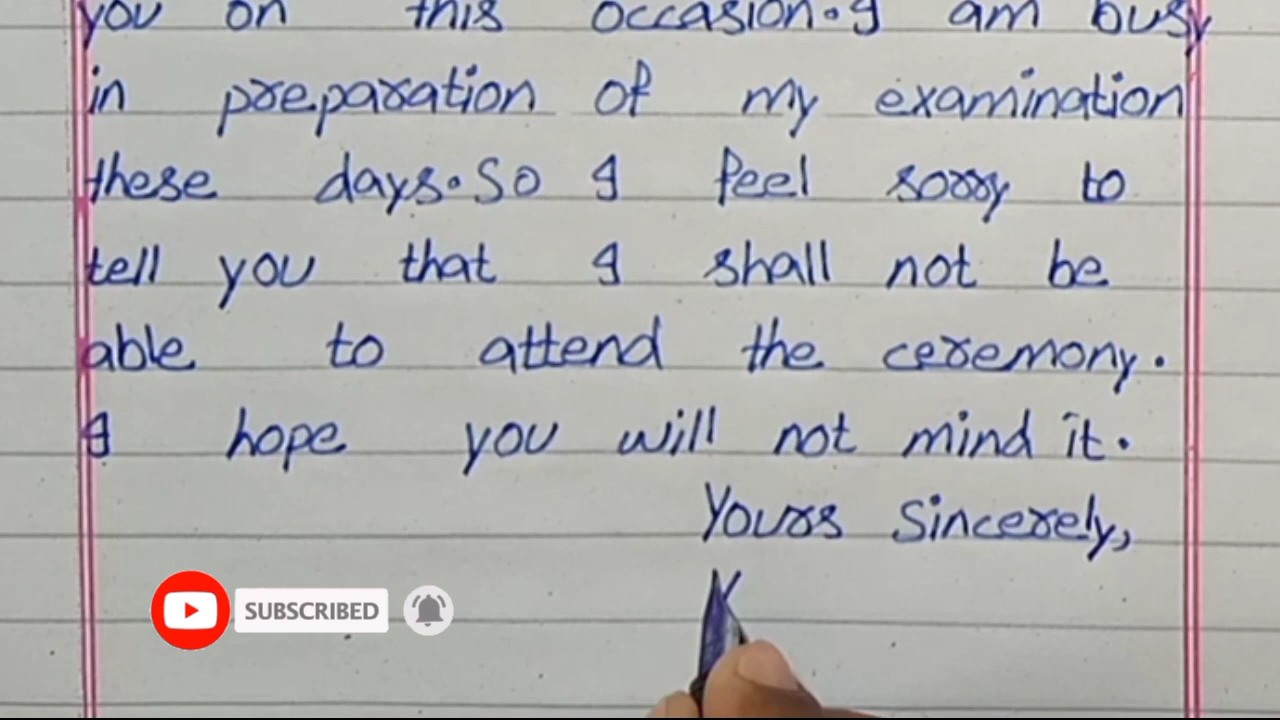 you on this occasion. I am busy
in preparation of my examination
these days. So I feel sorry to
tell you that I shall not be
able to attend the ceremony.
I hope you will not mind it.
Yours Sincerely,
SUBSCRIBED